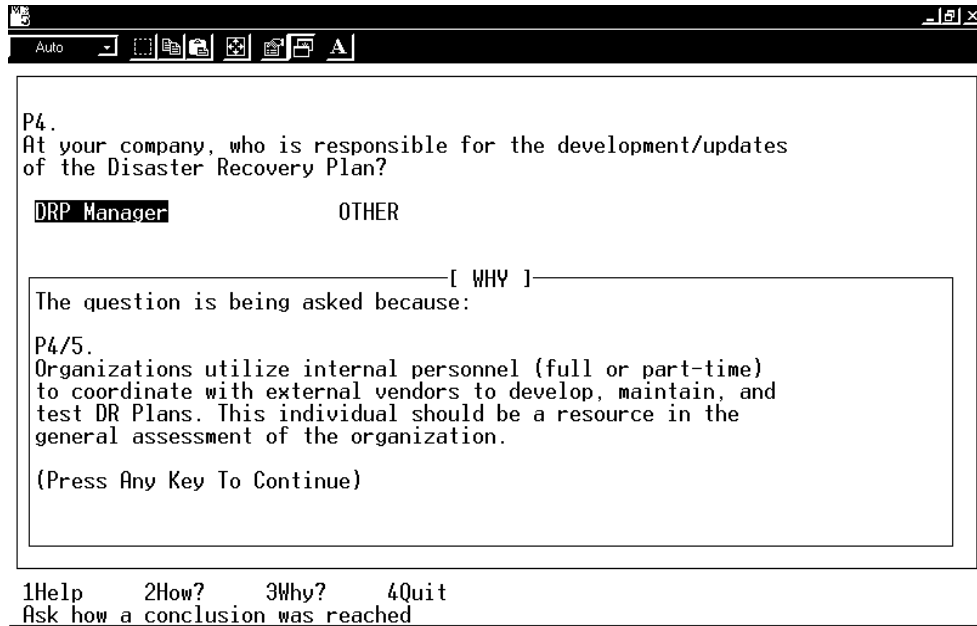 Auto
A
P4.
At your company, who is responsible for the development/updates
of the Disaster Recovery Plan?
DRP Manager OTHER
[ WHY ]
The question is being asked because:
P4/5.
Organizations utilize internal personnel (full or part-time)
to coordinate with external vendors to develop, maintain, and
test DR Plans. This individual should be a resource in the
general assessment of the organization.
(Press Any Key To Continue)
1Help 2How? 3Why? 4Quit
Ask how a conclusion was reached